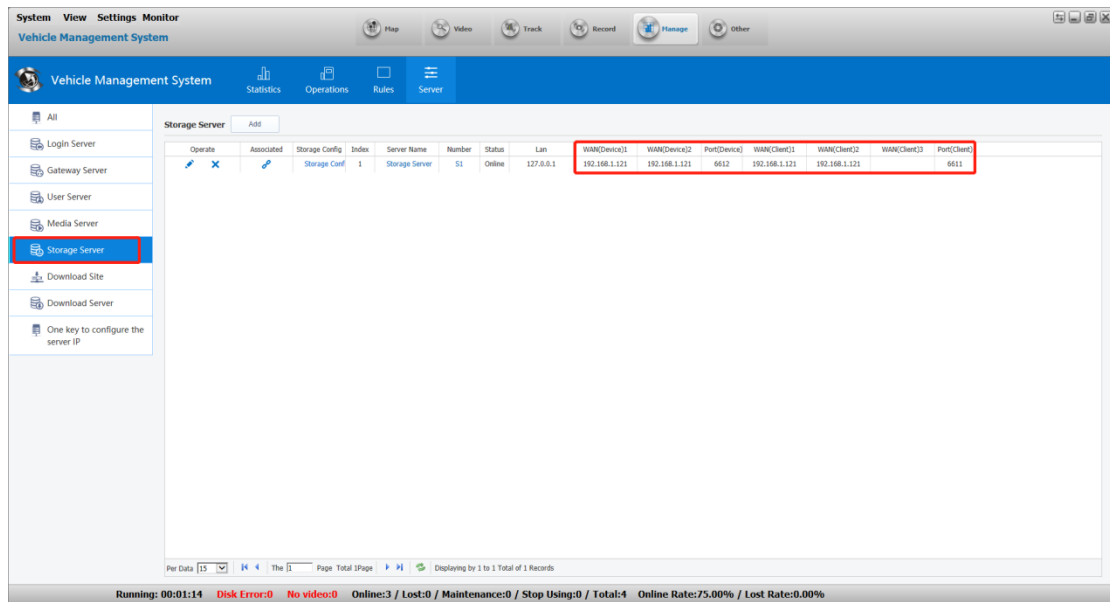 System View Settings Monitor
Vehicle Management System
Map Video Track Record Manage Other
Vehicle Management System
Statistics Operations Rules Server
All
Login Server
Gateway Server
User Server
Media Server
Storage Server
Download Site
Download Server
One key to configure the
server IP
Storage Server Add
Operate Associated Storage Config Index Server Name Number Status Lan WAN(Device)1 WAN(Device)2 Port(Device) WAN(Client)1 WAN(Client)2 WAN(Client)3 Port(Client)
Storage Conf 1 Storage Server S1 Online 127.0.0.1 192.168.1.121 192.168.1.121 6612 192.168.1.121 192.168.1.121 6611
Per Data 15 The 1 Page Total 1Page Displaying by 1 to 1 Total of 1 Records
Running: 00:01:14 Disk Error:0 No video:0 Online:3 / Lost:0 / Maintenance:0 / Stop Using:0 / Total:4 Online Rate:75.00% / Lost Rate:0.00%